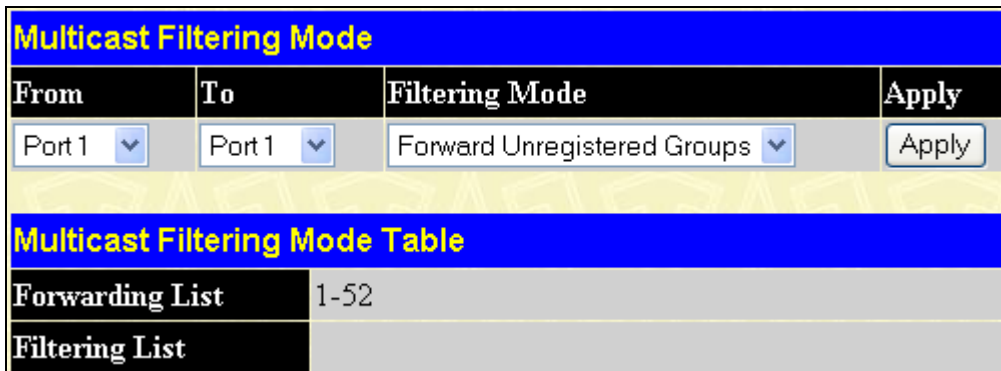 Multicast Filtering Mode
From To Filtering Mode Apply
Port 1 Port 1 Forward Unregistered Groups Apply
Multicast Filtering Mode Table
Forwarding List 1-52
Filtering List